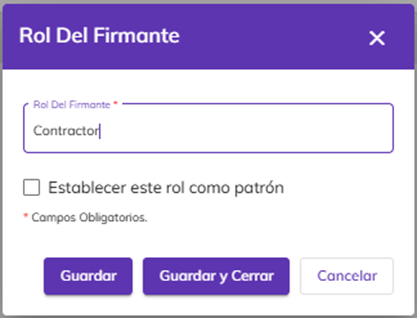 Rol Del Firmante
Rol Del Firmante *
Contractor
Establecer este rol como patrón
* Campos Obligatorios.
Guardar Guardar y Cerrar Cancelar